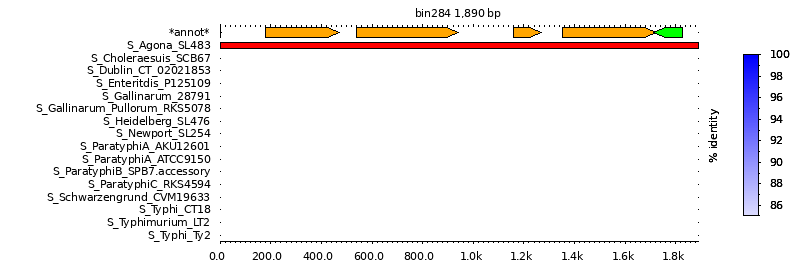 bin284 1,890 bp
*annot*
S_Agona_SL483
S_Choleraesuis_SCB67
S_Dublin_CT_02021853
S_Enteritdis_P125109
S_Gallinarum_28791
S_Gallinarum_Pullorum_RKS5078
S_Heidelberg_SL476
S_Newport_SL254
S_ParatyphiA_AKU12601
S_ParatyphiA_ATCC9150
S_ParatyphiB_SPB7.accessory
S_ParatyphiC_RKS4594
S_Schwarzengrund_CVM19633
S_Typhi_CT18
S_Typhimurium_LT2
S_Typhi_Ty2
0.0 200.0 400.0 600.0 800.0 1.0k 1.2k 1.4k 1.6k 1.8k
% identity
100
98
96
94
92
90
88
86